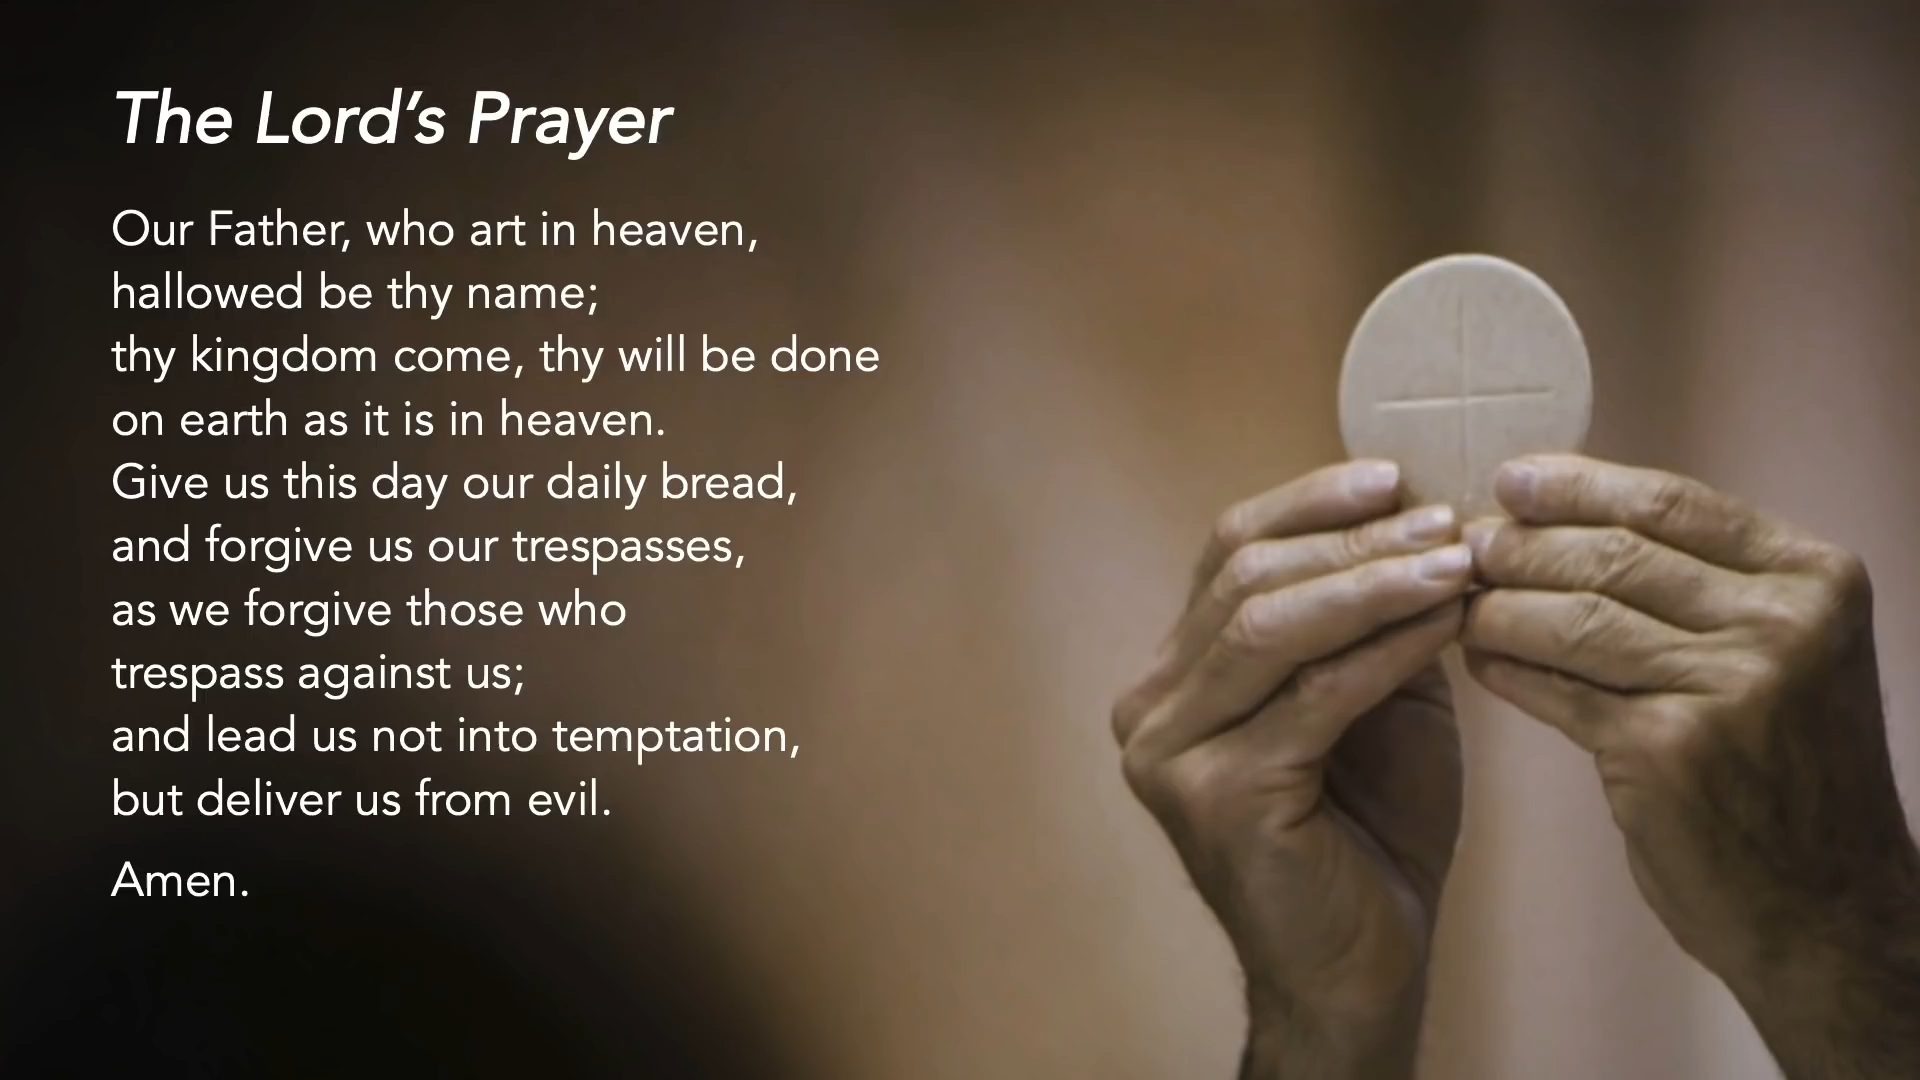 The Lord’s Prayer
Our Father, who art in heaven,
hallowed be thy name;
thy kingdom come, thy will be done
on earth as it is in heaven.
Give us this day our daily bread,
and forgive us our trespasses,
as we forgive those who
trespass against us;
and lead us not into temptation,
but deliver us from evil.
Amen.